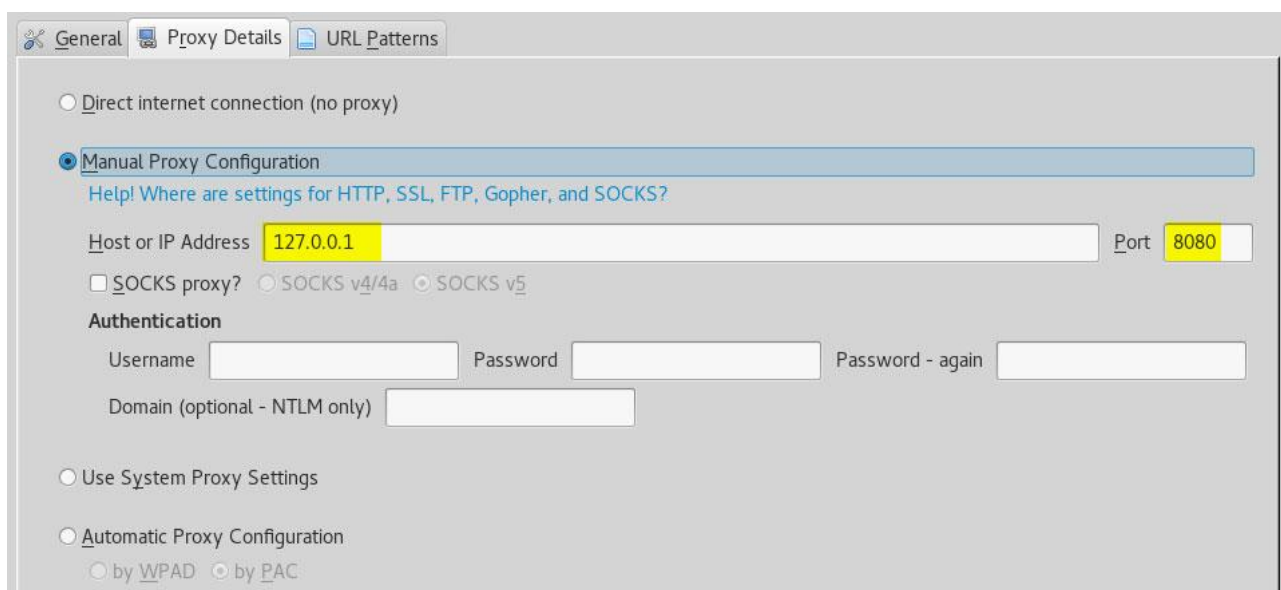 General Proxy Details URL Patterns
Direct internet connection (no proxy)
Manual Proxy Configuration
Help! Where are settings for HTTP, SSL, FTP, Gopher, and SOCKS?
Host or IP Address 127.0.0.1 Port 8080
SOCKS proxy? SOCKS v4/4a SOCKS v5
Authentication
Username Password Password - again
Domain (optional - NTLM only)
Use System Proxy Settings
Automatic Proxy Configuration
by WPAD by PAC